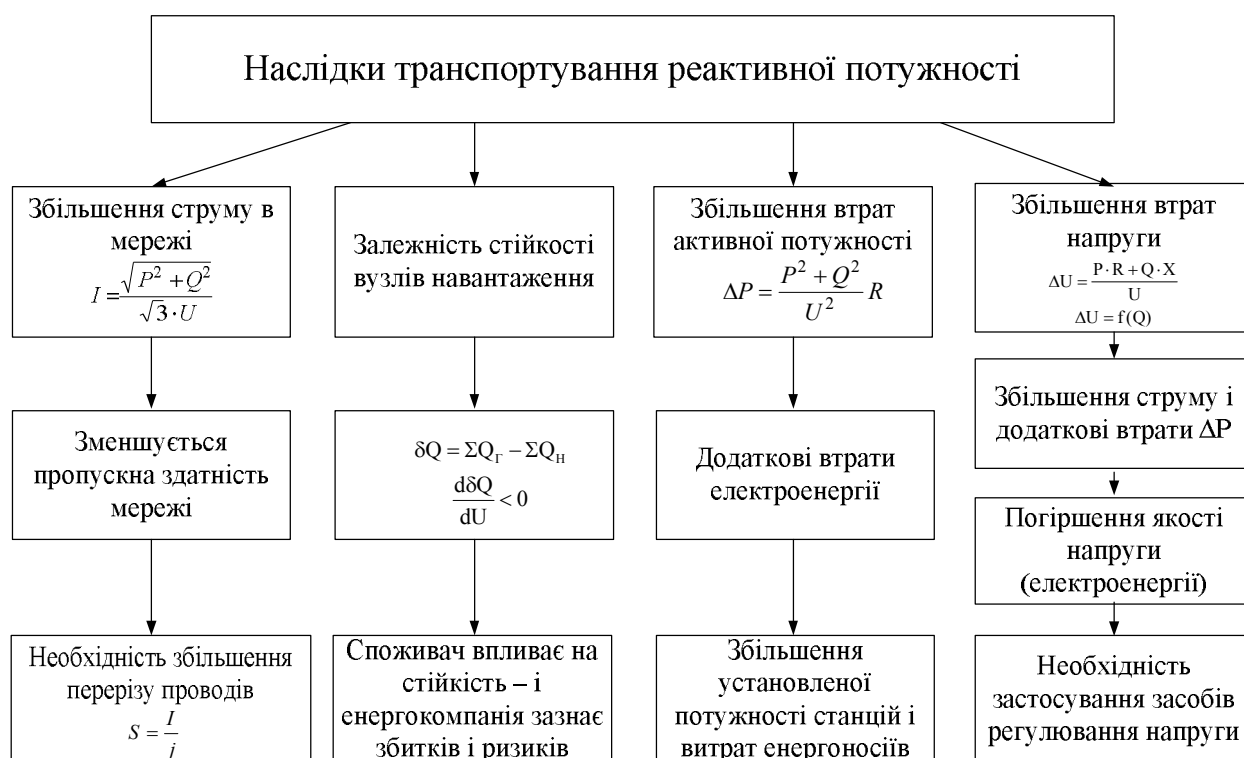 Наслідки транспортування реактивної потужності
Збільшення струму в
мережі
I = √(P² + Q²) / (√3 · U)
Зменшується
пропускна здатність
мережі
Необхідність збільшення
перерізу проводів
S = I / j
Залежність стійкості
вузлів навантаження
δQ = ΣQ_Г − ΣQ_Н
dδQ / dU < 0
Споживач впливає на
стійкість – і
енергокомпанія зазнає
збитків і ризиків
Збільшення втрат
активної потужності
ΔP = (P² + Q²) / U² R
Додаткові втрати
електроенергії
Збільшення
установленої
потужності станцій і
витрат енергоносіїв
Збільшення втрат
напруги
ΔU = (P·R + Q·X) / U
ΔU = f(Q)
Збільшення струму і
додаткові втрати ΔP
Погіршення якості
напруги
(електроенергії)
Необхідність
застосування засобів
регулювання напруги